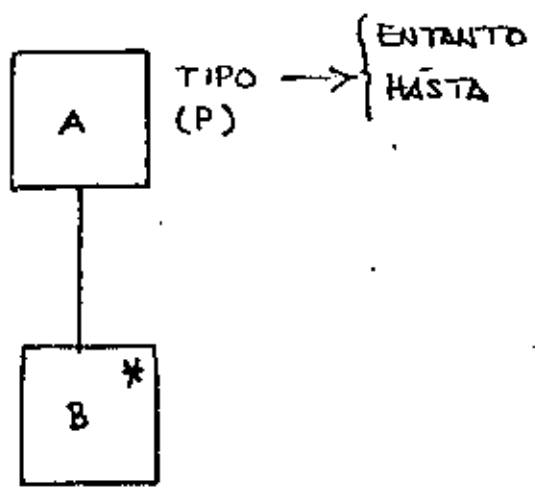 A
TIPO → { ENTANTO
(P) HASTA
B *